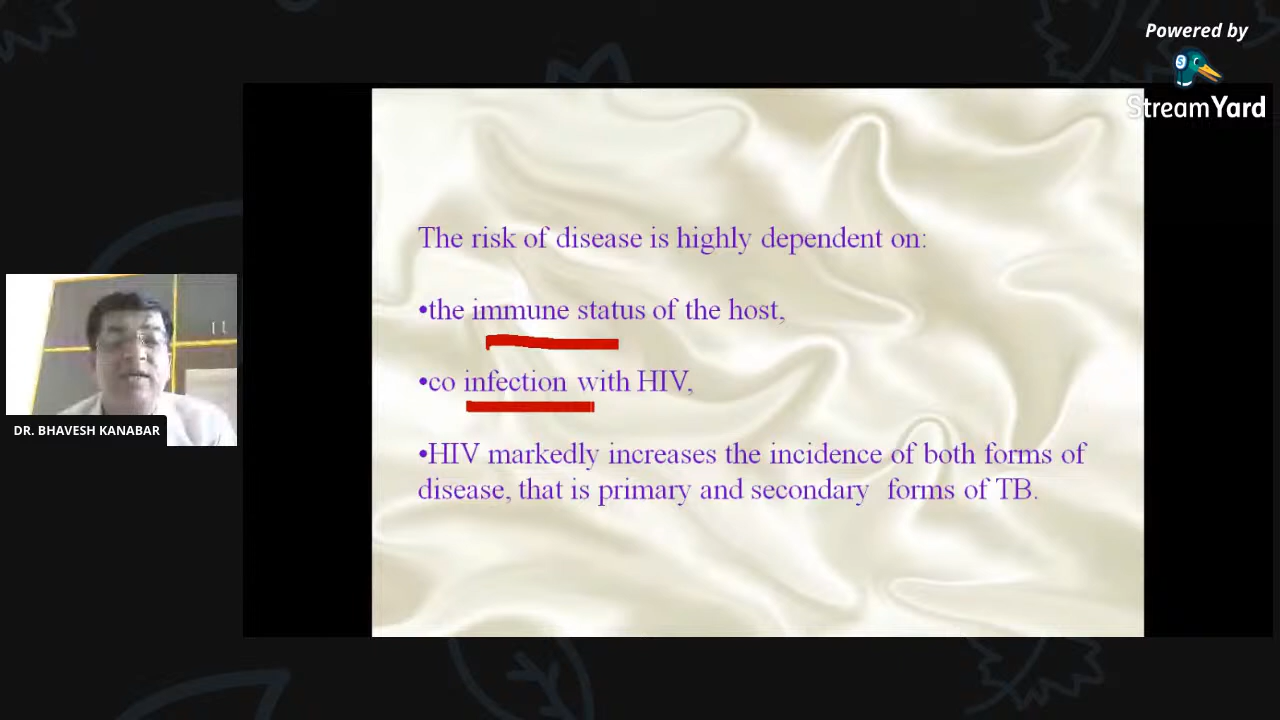 Powered by
StreamYard
The risk of disease is highly dependent on:
•the immune status of the host,
•co infection with HIV,
•HIV markedly increases the incidence of both forms of
disease, that is primary and secondary forms of TB.
DR. BHAVESH KANABAR